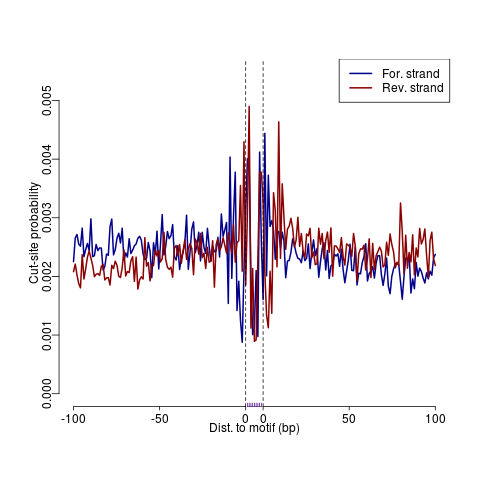 For. strand
Rev. strand
Cut-site probability
0.005
0.004
0.003
0.002
0.001
0.000
-100 -50 0 0 50 100
Dist. to motif (bp)